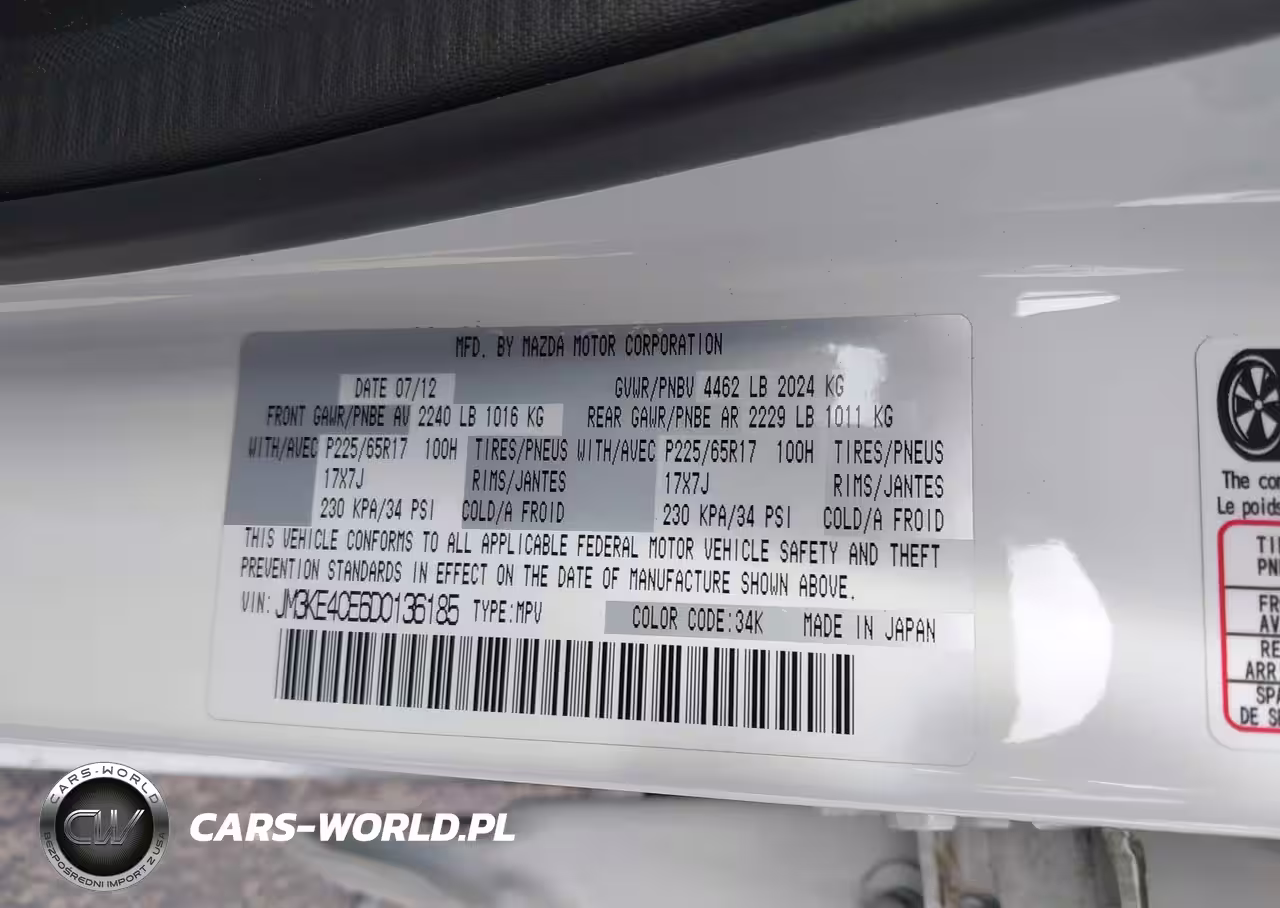 MFD. BY MAZDA MOTOR CORPORATION
DATE 07/12 GVWR/PNBV 4462 LB 2024 KG
FRONT GAWR/PNBE AV 2240 LB 1016 KG REAR GAWR/PNBE AR 2229 LB 1011 KG
WITH/AVEC P225/65R17 100H TIRES/PNEUS WITH/AVEC P225/65R17 100H TIRES/PNEUS
17X7J RIMS/JANTES 17X7J RIMS/JANTES
230 KPA/34 PSI COLD/A FROID 230 KPA/34 PSI COLD/A FROID
THIS VEHICLE CONFORMS TO ALL APPLICABLE FEDERAL MOTOR VEHICLE SAFETY AND THEFT
PREVENTION STANDARDS IN EFFECT ON THE DATE OF MANUFACTURE SHOWN ABOVE.
VIN: JM3KE4CE6D0136185 TYPE:MPV COLOR CODE:34K MADE IN JAPAN
The
Le poids
AV
DE
CARS-WORLD
CW
BEZPOŚREDNI IMPORT Z USA
CARS-WORLD.PL